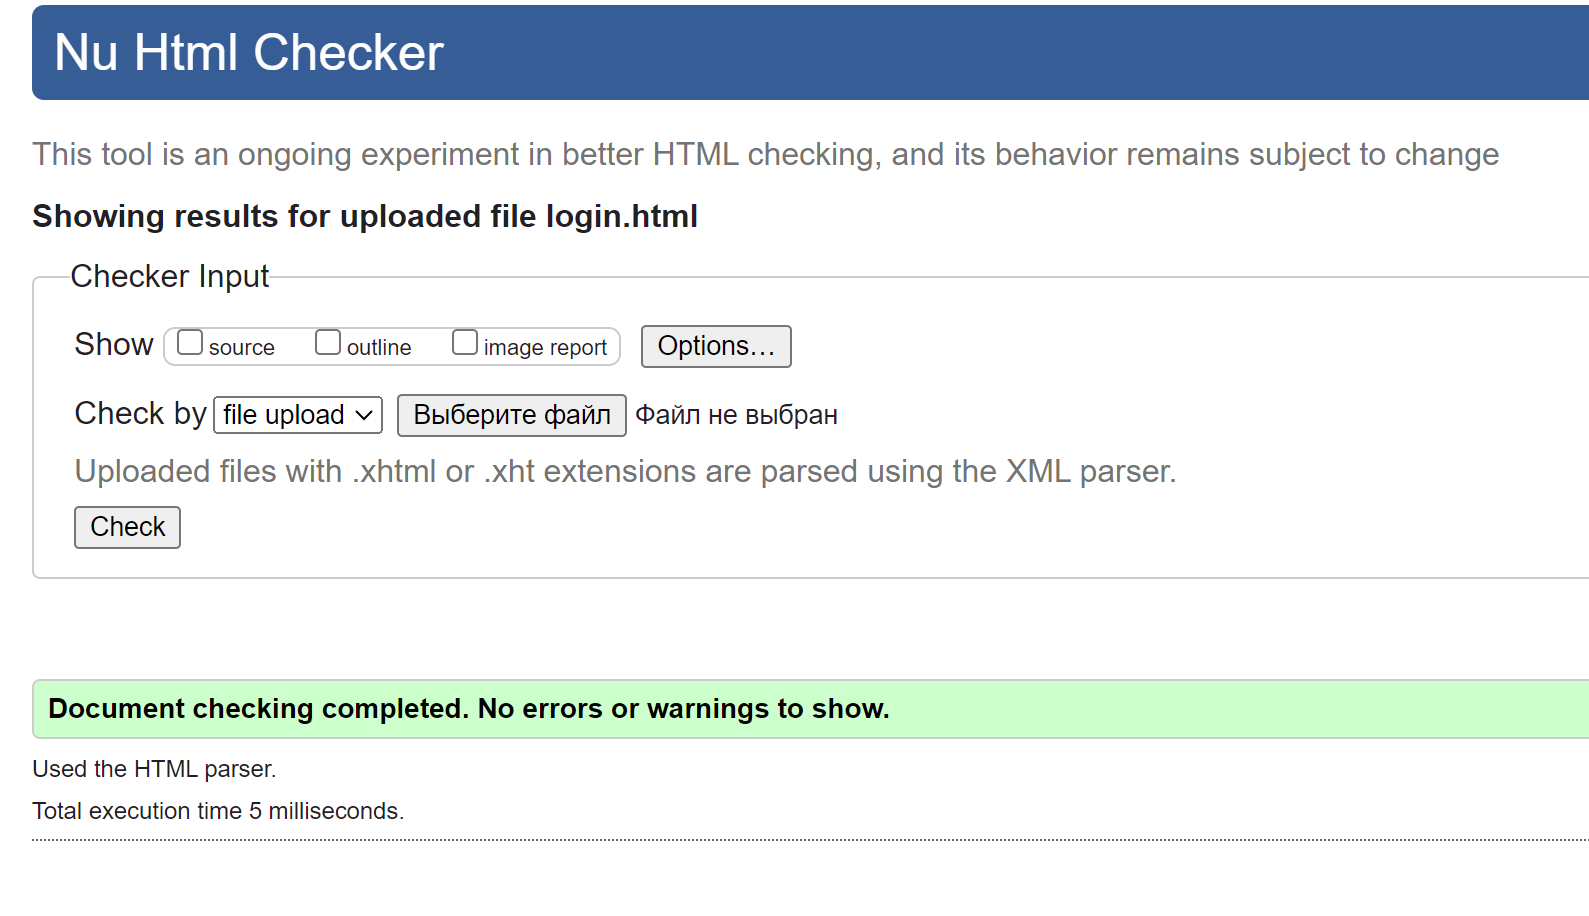 Nu Html Checker
This tool is an ongoing experiment in better HTML checking, and its behavior remains subject to change
Showing results for uploaded file login.html
Checker Input
Show source outline image report Options...
Check by file upload Выберите файл Файл не выбран
Uploaded files with .xhtml or .xht extensions are parsed using the XML parser.
Check
Document checking completed. No errors or warnings to show.
Used the HTML parser.
Total execution time 5 milliseconds.